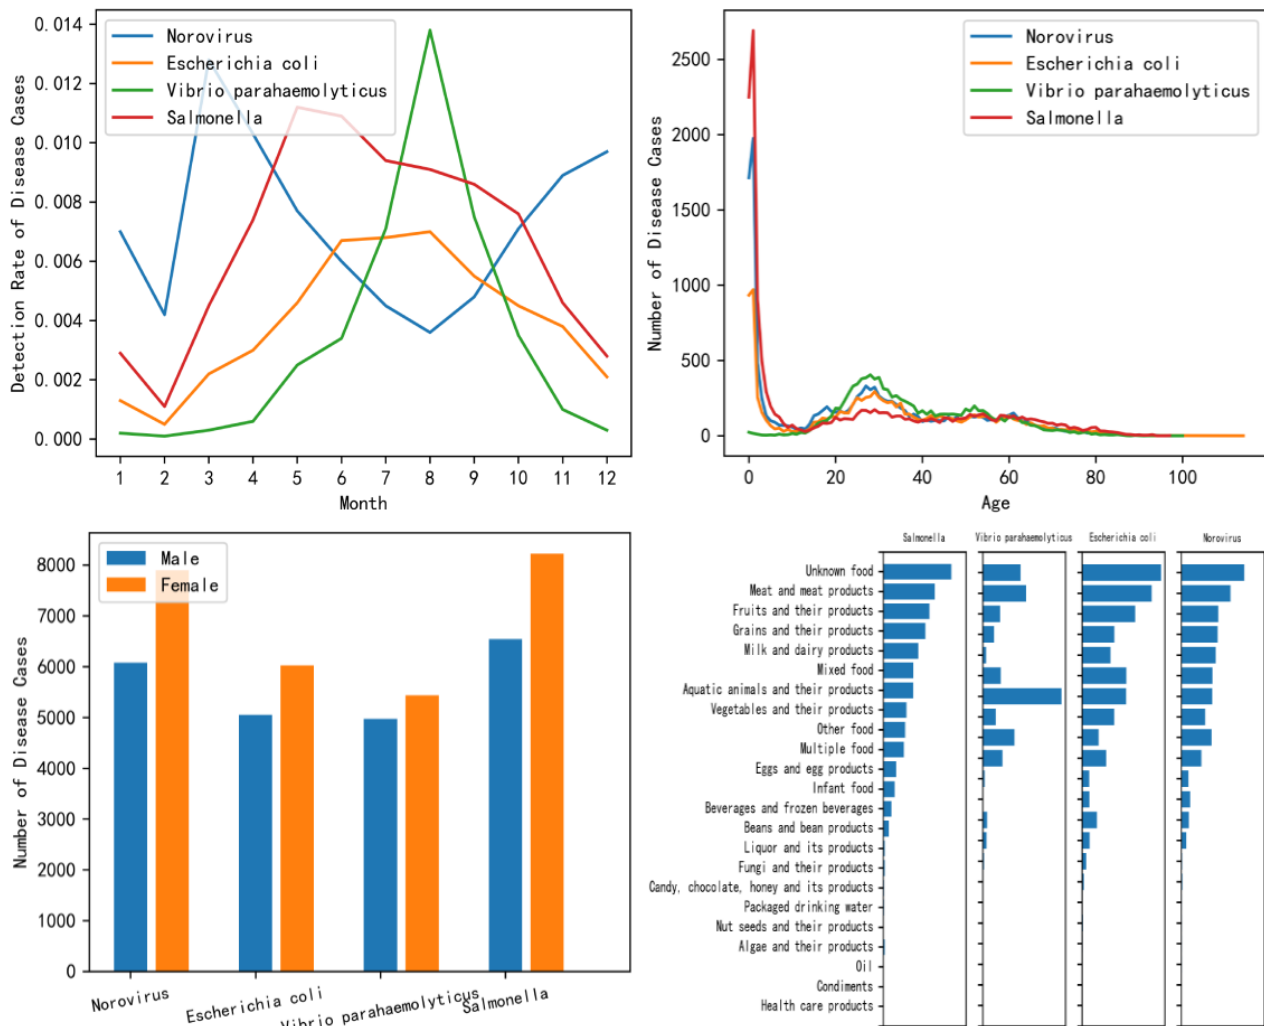 0.014
0.012
0.010
0.008
0.006
0.004
0.002
0.000
Detection Rate of Disease Cases
Norovirus
Escherichia coli
Vibrio parahaemolyticus
Salmonella
1 2 3 4 5 6 7 8 9 10 11 12
Month
2500
2000
1500
1000
500
0
Number of Disease Cases
Norovirus
Escherichia coli
Vibrio parahaemolyticus
Salmonella
0 20 40 60 80 100
Age
8000
7000
6000
5000
4000
3000
2000
1000
0
Number of Disease Cases
Male
Female
Norovirus
Escherichia coli
Vibrio parahaemolyticus
Salmonella
Salmonella Vibrio parahaemolyticus Escherichia coli Norovirus
Unknown food
Meat and meat products
Fruits and their products
Grains and their products
Milk and dairy products
Mixed food
Aquatic animals and their products
Vegetables and their products
Other food
Multiple food
Eggs and egg products
Infant food
Beverages and frozen beverages
Beans and bean products
Liquor and its products
Fungi and their products
Candy, chocolate, honey and its products
Packaged drinking water
Nut seeds and their products
Algae and their products
Oil
Condiments
Health care products